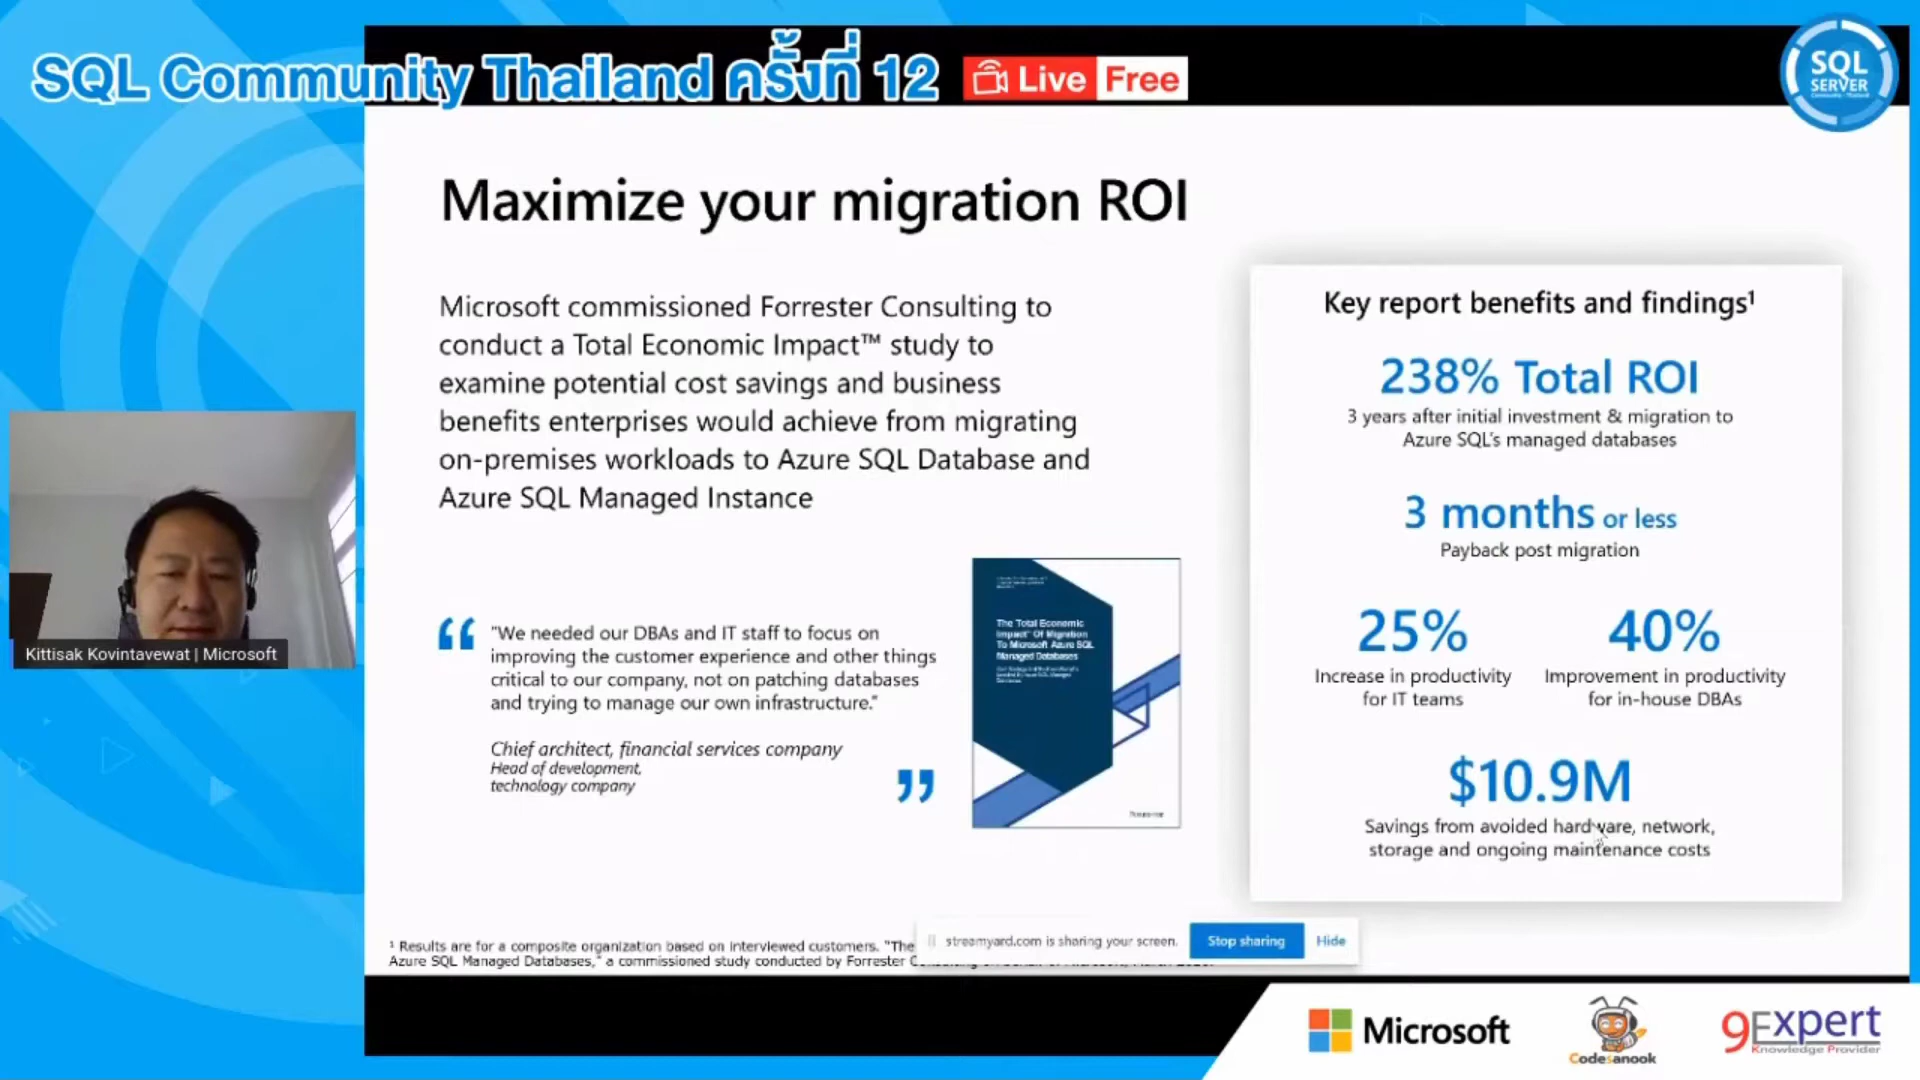 SQL Community Thailand ครั้งที่ 12
Live Free
SQL
SERVER
Maximize your migration ROI
Microsoft commissioned Forrester Consulting to
conduct a Total Economic Impact™ study to
examine potential cost savings and business
benefits enterprises would achieve from migrating
on-premises workloads to Azure SQL Database and
Azure SQL Managed Instance
“
"We needed our DBAs and IT staff to focus on
improving the customer experience and other things
critical to our company, not on patching databases
and trying to manage our own infrastructure."
Chief architect, financial services company
Head of development,
technology company
”
The Total Economic
Impact™ Of Migration
To Microsoft Azure SQL
Managed Databases
Key report benefits and findings¹
238% Total ROI
3 years after initial investment & migration to
Azure SQL's managed databases
3 months or less
Payback post migration
25%
Increase in productivity
for IT teams
40%
Improvement in productivity
for in-house DBAs
$10.9M
Savings from avoided hardware, network,
storage and ongoing maintenance costs
Kittisak Kovintavewat | Microsoft
¹ Results are for a composite organization based on interviewed customers. "The
Azure SQL Managed Databases," a commissioned study conducted by Forrester
streamyard.com is sharing your screen.
Stop sharing
Hide
Microsoft
Codesanook
9Expert
Knowledge Provider